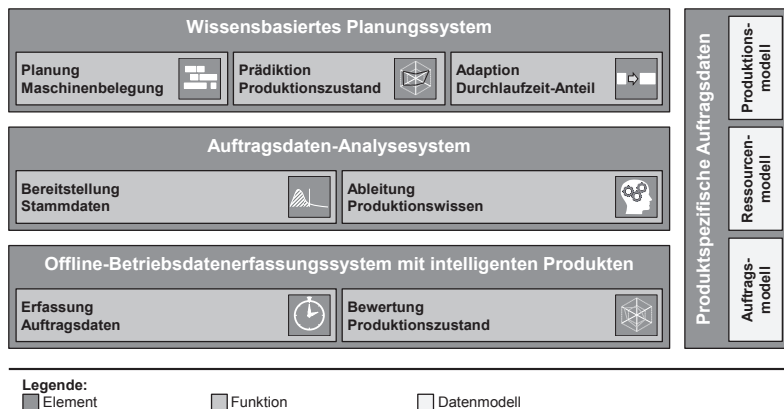 Wissensbasiertes Planungssystem
Planung
Maschinenbelegung
Prädiktion
Produktionszustand
Adaption
Durchlaufzeit-Anteil
Auftragsdaten-Analysesystem
Bereitstellung
Stammdaten
Ableitung
Produktionswissen
Offline-Betriebsdatenerfassungssystem mit intelligenten Produkten
Erfassung
Auftragsdaten
Bewertung
Produktionszustand
Produktspezifische Auftragsdaten
Produktions-
modell
Ressourcen-
modell
Auftrags-
modell
Legende:
Element
Funktion
Datenmodell